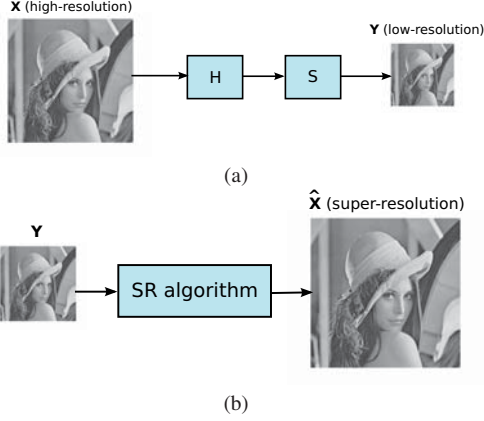 X (high-resolution)
Y (low-resolution)
H
S
(a)
X̂ (super-resolution)
Y
SR algorithm
(b)